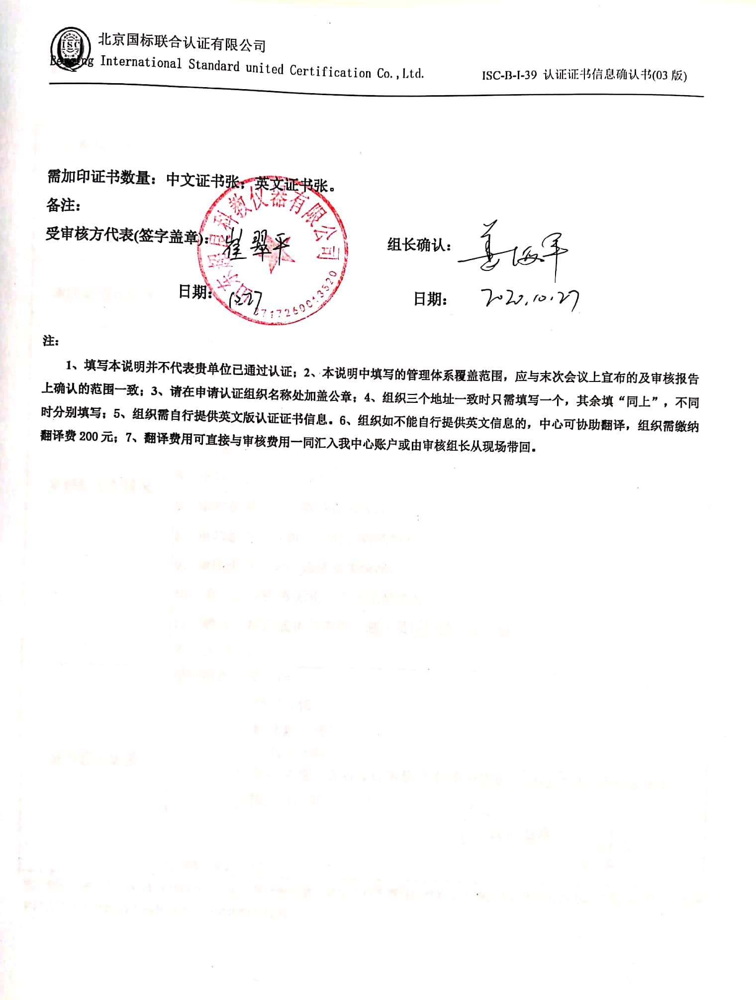 ISC
北京国标联合认证有限公司
Beijing International Standard united Certification Co.,Ltd.
ISC-B-I-39 认证证书信息确认书(03 版)
需加印证书数量：中文证书张；英文证书张。
备注：
受审核方代表(签字盖章)：崔翠平
组长确认：姜海军
日期：10.27
日期：2020.10.27
科教仪器有限公司
3717260013520
注：
1、填写本说明并不代表贵单位已通过认证；2、本说明中填写的管理体系覆盖范围，应与末次会议上宣布的及审核报告
上确认的范围一致；3、请在申请认证组织名称处加盖公章；4、组织三个地址一致时只需填写一个，其余填“同上”，不同
时分别填写；5、组织需自行提供英文版认证证书信息。6、组织如不能自行提供英文信息的，中心可协助翻译，组织需缴纳
翻译费 200 元；7、翻译费用可直接与审核费用一同汇入我中心账户或由审核组长从现场带回。